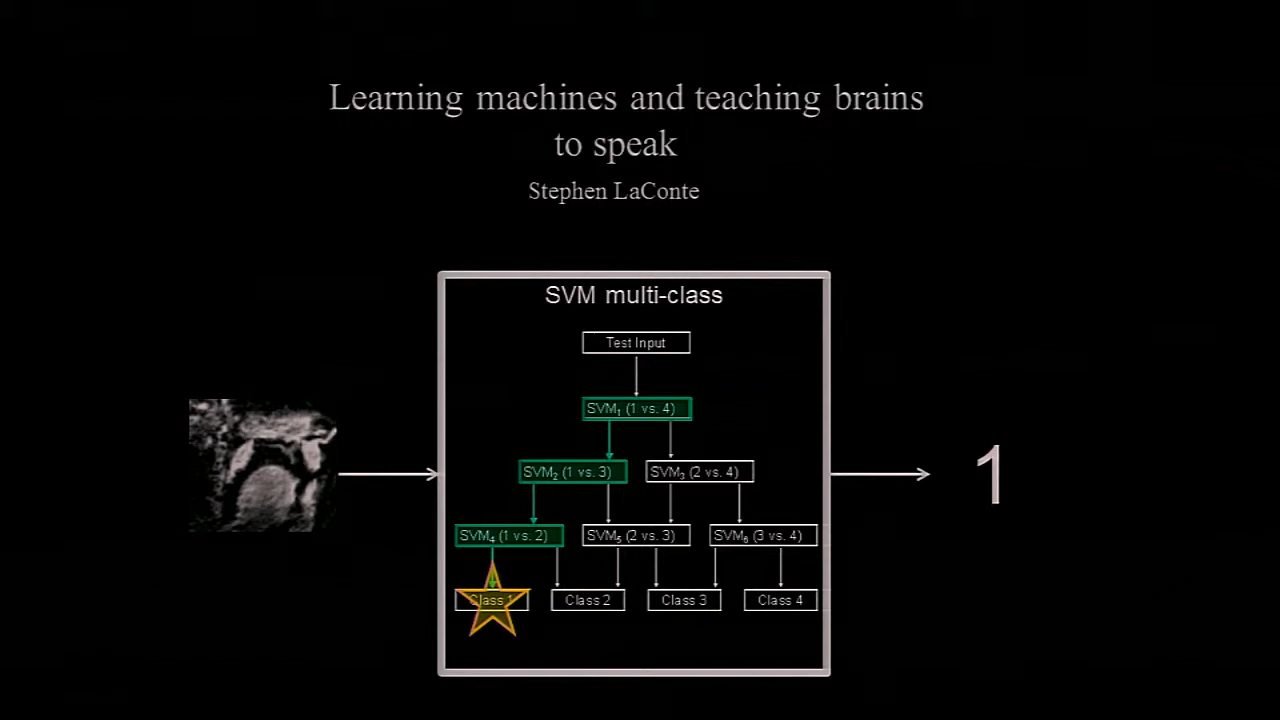 Learning machines and teaching brains
to speak
Stephen LaConte
SVM multi-class
Test Input
SVM₁ (1 vs. 4)
SVM₂ (1 vs. 3)
SVM₃ (2 vs. 4)
SVM₄ (1 vs. 2)
SVM₅ (2 vs. 3)
SVM₆ (3 vs. 4)
Class 1
Class 2
Class 3
Class 4
1